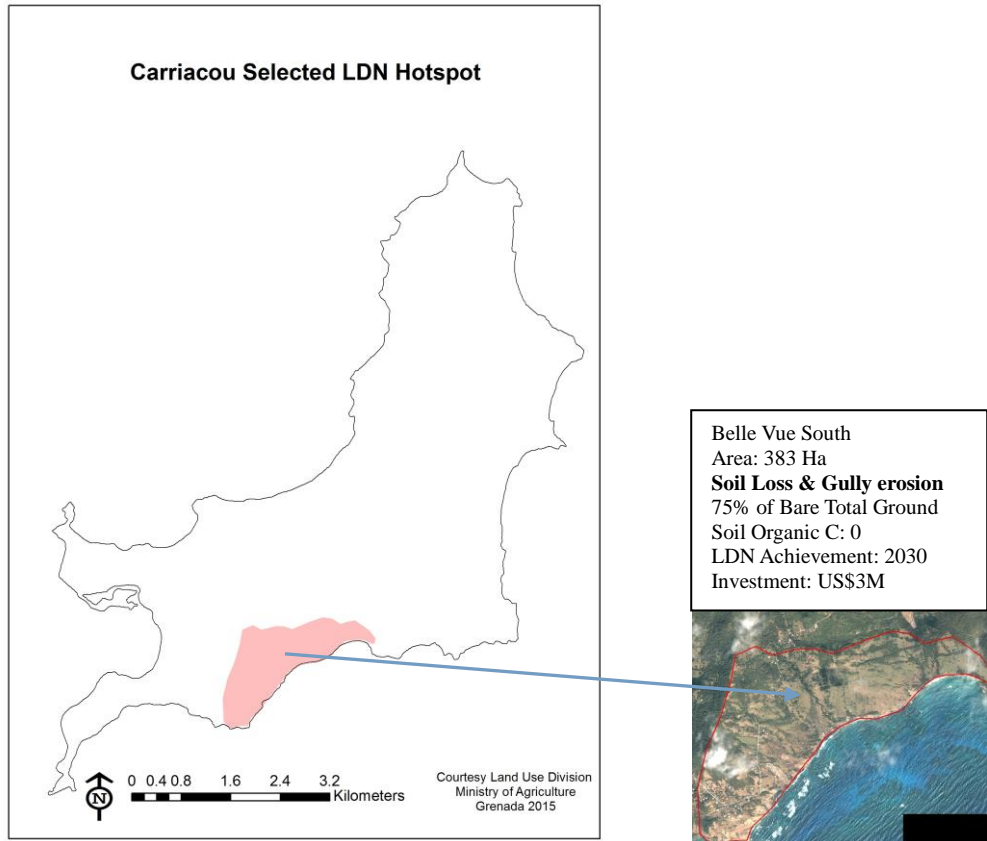 Carriacou Selected LDN Hotspot
Belle Vue South
Area: 383 Ha
Soil Loss & Gully erosion
75% of Bare Total Ground
Soil Organic C: 0
LDN Achievement: 2030
Investment: US$3M
N
0 0.4 0.8 1.6 2.4 3.2
Kilometers
Courtesy Land Use Division
Ministry of Agriculture
Grenada 2015